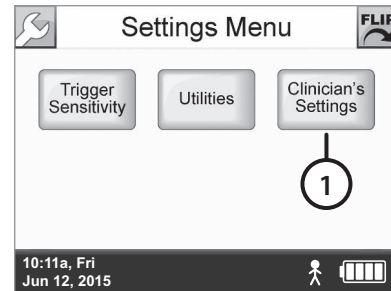 Settings Menu
FLIP
Trigger
Sensitivity
Utilities
Clinician's
Settings
1
10:11a, Fri
Jun 12, 2015